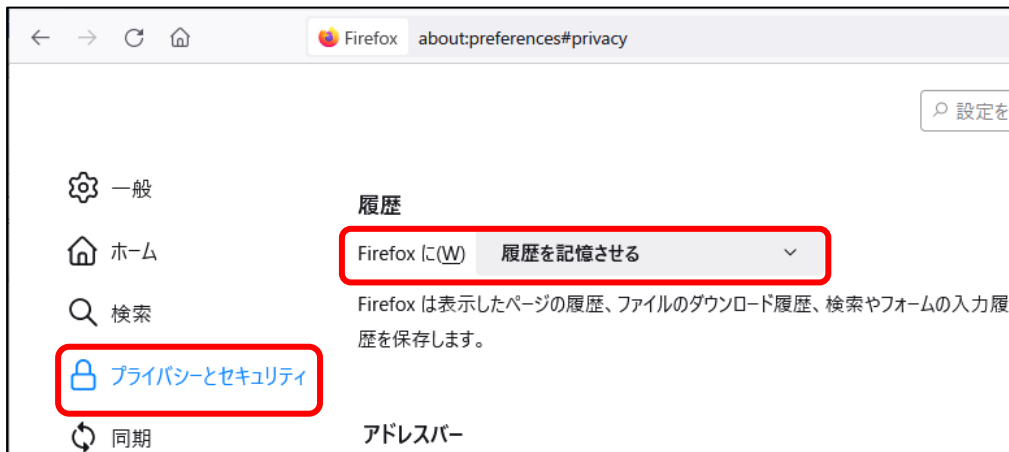 Firefox about:preferences#privacy
設定を
一般
ホーム
検索
プライバシーとセキュリティ
同期
履歴
Firefox に(W) 履歴を記憶させる
Firefox は表示したページの履歴、ファイルのダウンロード履歴、検索やフォームの入力履
歴を保存します。
アドレスバー